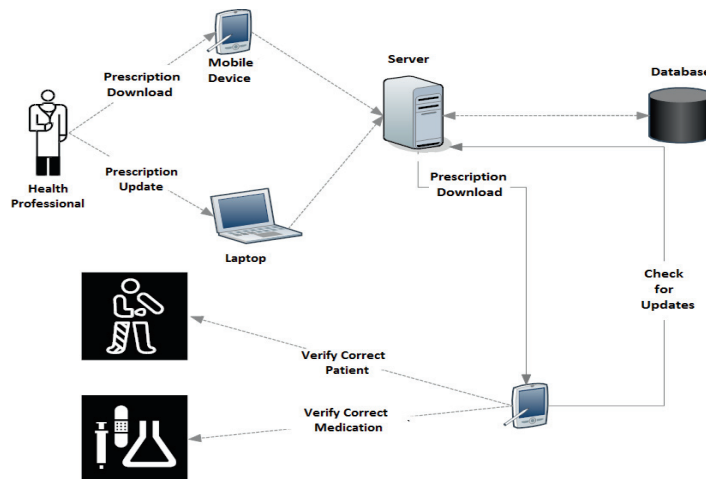 Prescription
Download
Mobile
Device
Server
Database
Prescription
Update
Health
Professional
Laptop
Prescription
Download
Check
for
Updates
Verify Correct
Patient
Verify Correct
Medication